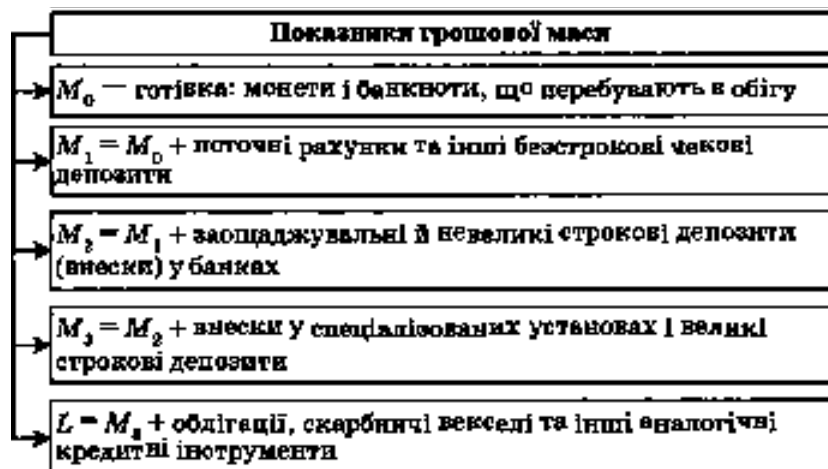 Показники грошової маси
M₀ — готівка: монети і банкноти, що перебувають в обігу
M₁ = M₀ + поточні рахунки та інші безстрокові чекові
депозити
M₂ = M₁ + заощаджувальні й невеликі строкові депозити
(внески) у банках
M₃ = M₂ + внески у спеціалізованих установах і великі
строкові депозити
L = M₃ + облігації, скарбничі векселі та інші аналогічні
кредитні інструменти